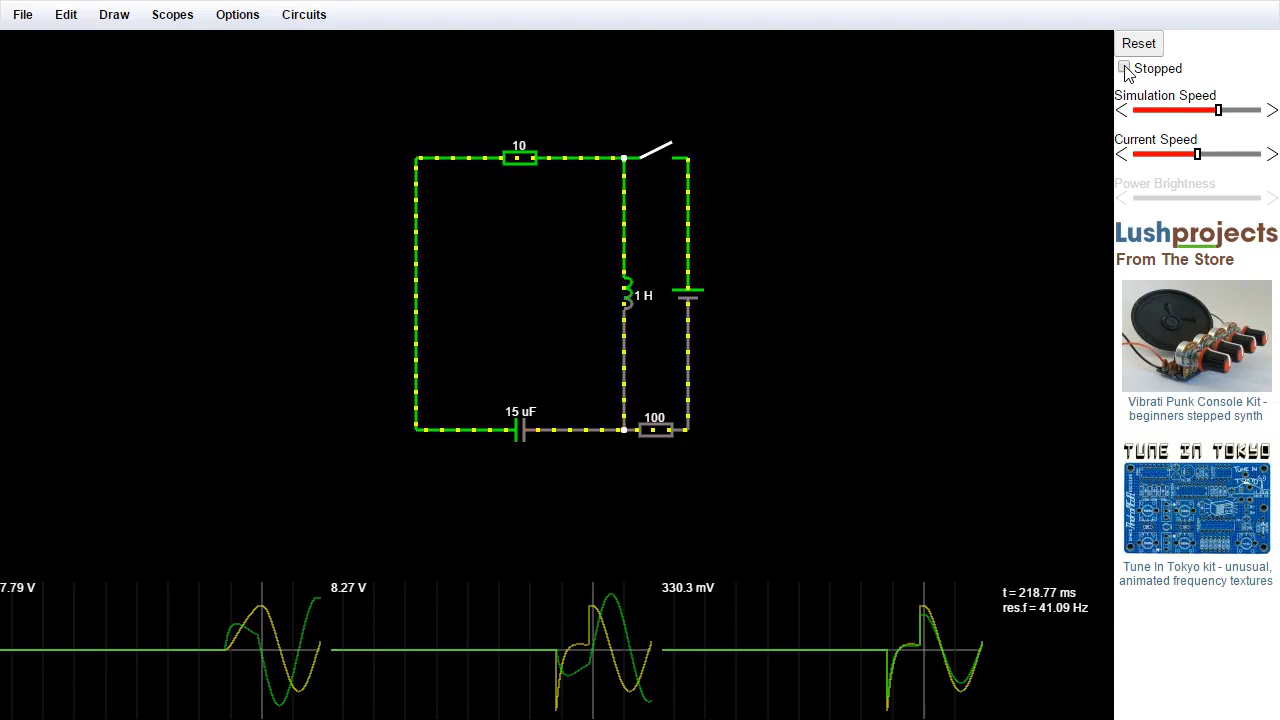 File Edit Draw Scopes Options Circuits
Reset
Stopped
Simulation Speed
Current Speed
Power Brightness
Lushprojects
From The Store
Vibrati Punk Console Kit -
beginners stepped synth
TUNE IN TOKYO
Tune In Tokyo kit - unusual,
animated frequency textures
10
1 H
15 uF
100
7.79 V
8.27 V
330.3 mV
t = 218.77 ms
res.f = 41.09 Hz